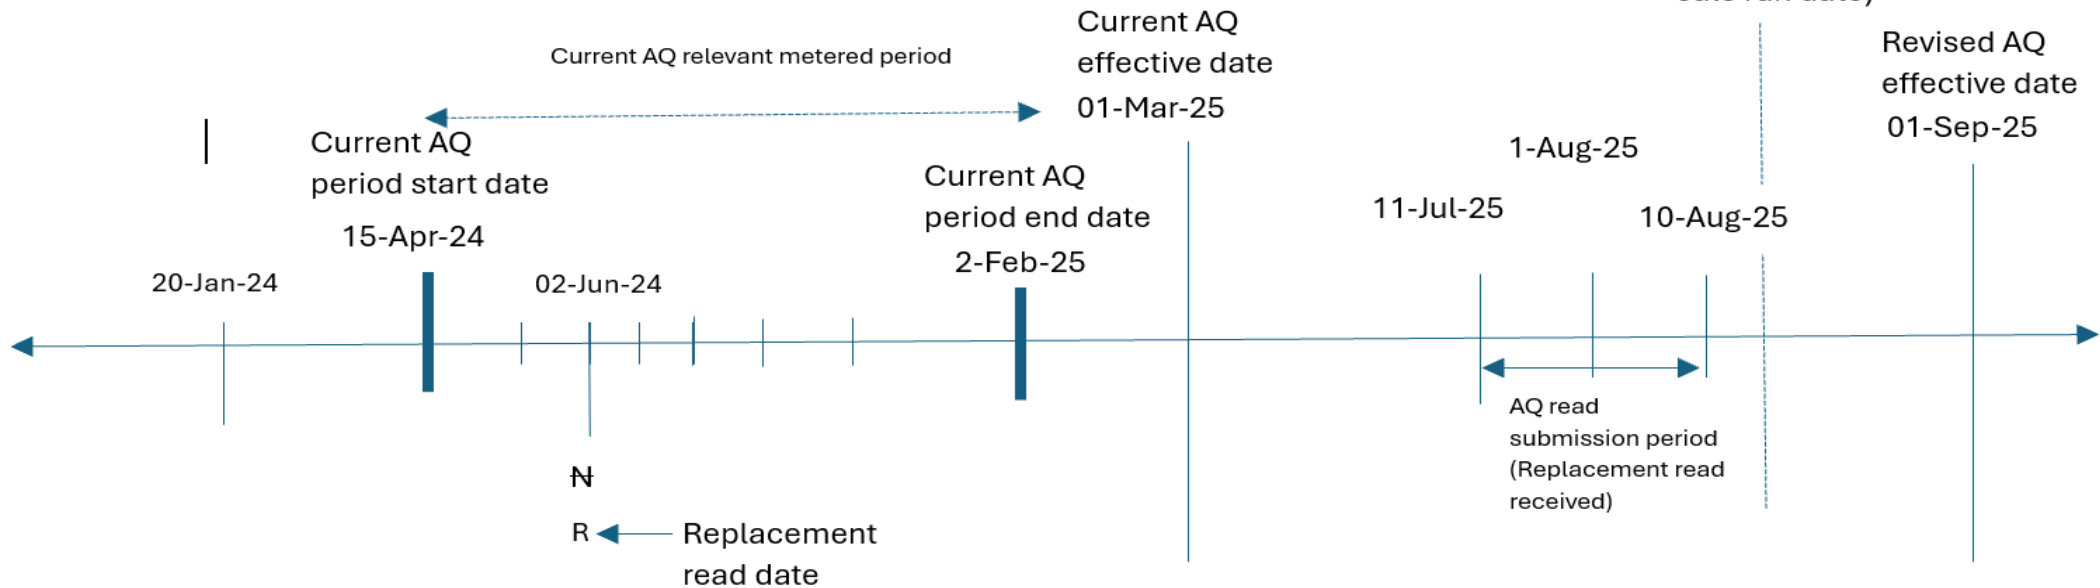 Current AQ
effective date
01-Mar-25
Revised AQ
effective date
01-Sep-25
Current AQ relevant metered period
Current AQ
period start date
15-Apr-24
Current AQ
period end date
2-Feb-25
1-Aug-25
11-Jul-25
10-Aug-25
20-Jan-24
02-Jun-24
AQ read
submission period
(Replacement read
received)
N
R
Replacement
read date